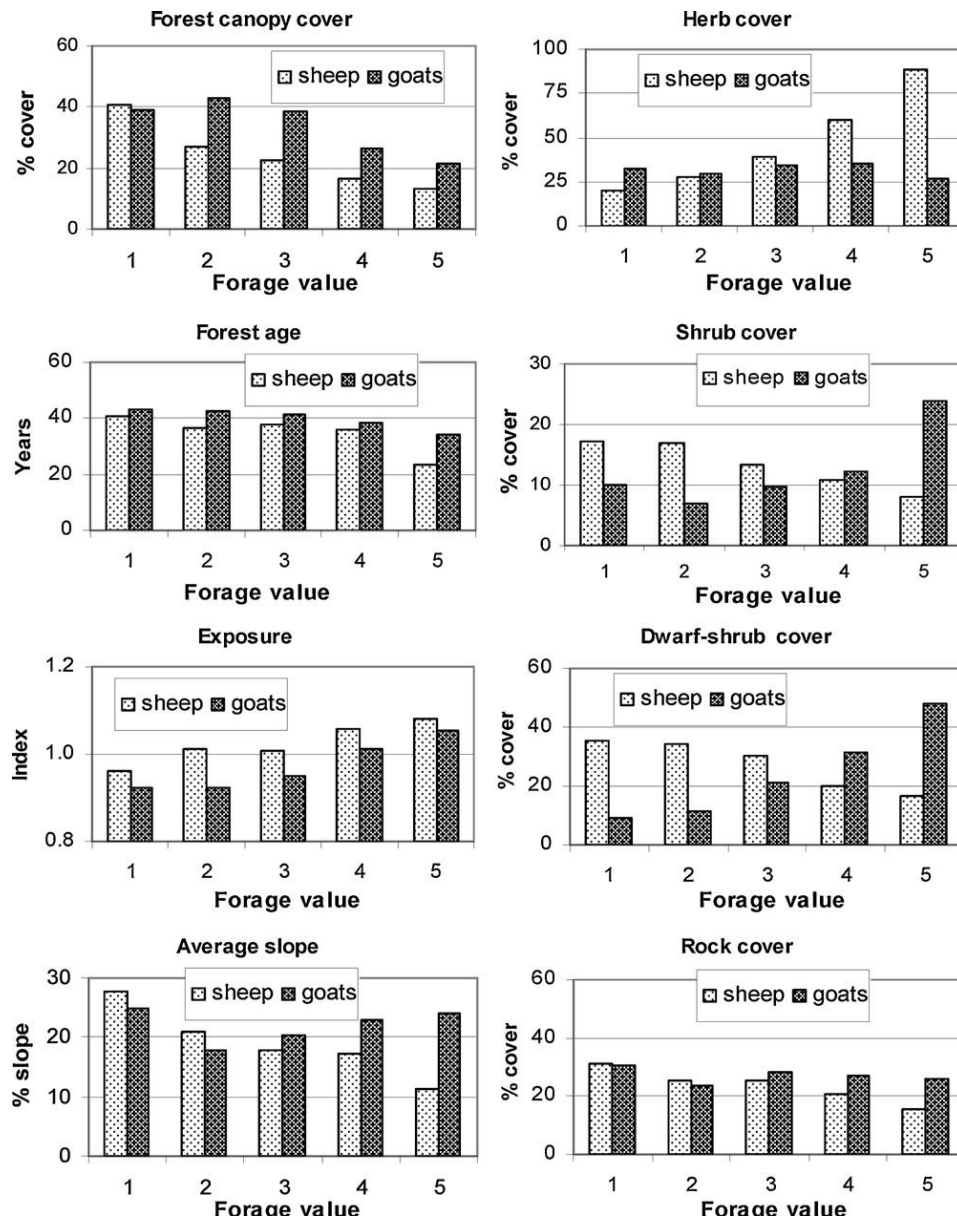 Forest canopy cover
60
40
20
0
% cover
sheep goats
1 2 3 4 5
Forage value
Herb cover
100
75
50
25
0
% cover
sheep goats
1 2 3 4 5
Forage value
Forest age
60
40
20
0
Years
sheep goats
1 2 3 4 5
Forage value
Shrub cover
30
20
10
0
% cover
sheep goats
1 2 3 4 5
Forage value
Exposure
1.2
1.0
0.8
Index
sheep goats
1 2 3 4 5
Forage value
Dwarf-shrub cover
60
40
20
0
% cover
sheep goats
1 2 3 4 5
Forage value
Average slope
30
20
10
0
% slope
sheep goats
1 2 3 4 5
Forage value
Rock cover
60
40
20
0
% cover
sheep goats
1 2 3 4 5
Forage value